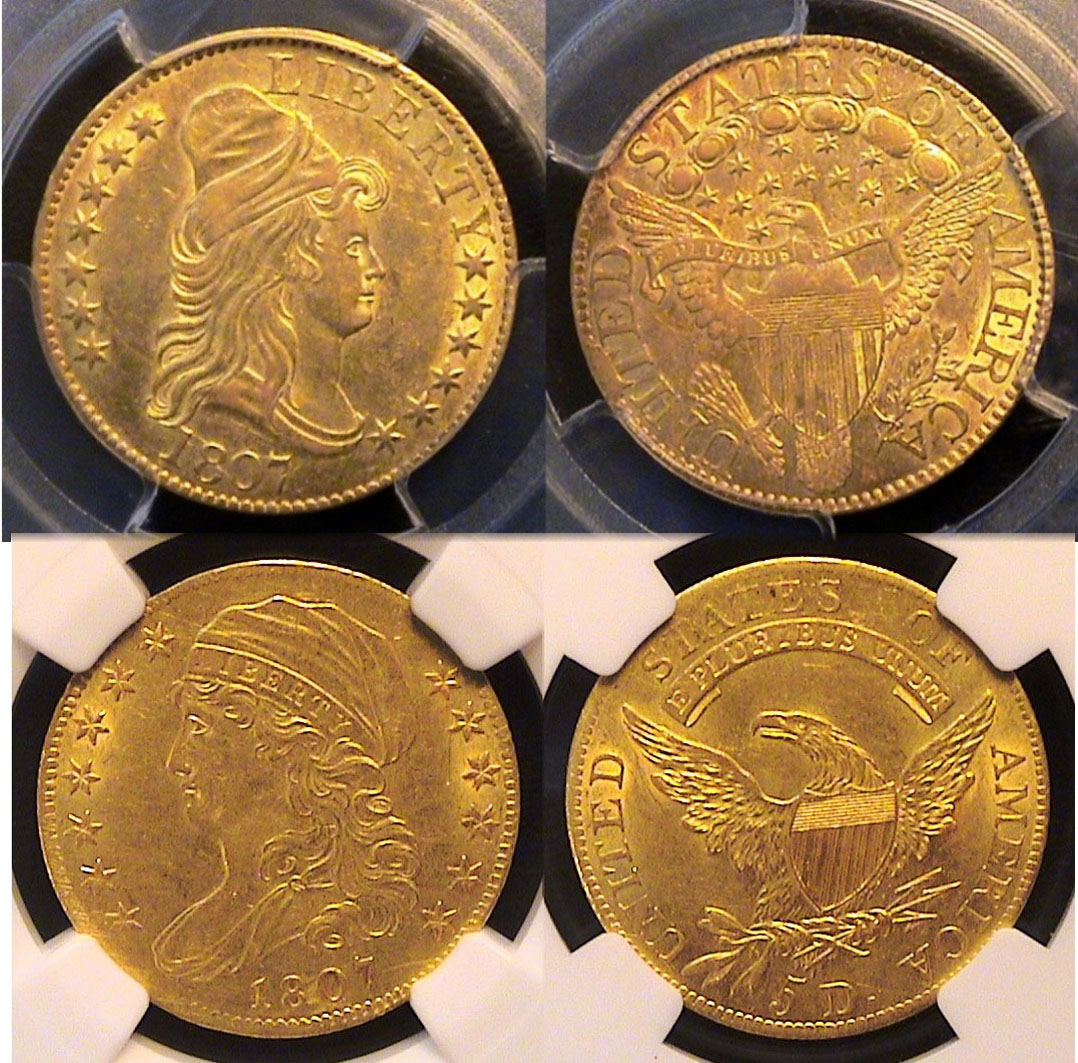 LIBERTY
1807
UNITED STATES OF AMERICA
PLURIBUS UNUM
LIBERTY
1807
UNITED STATES OF AMERICA
E PLURIBUS UNUM
5 D.